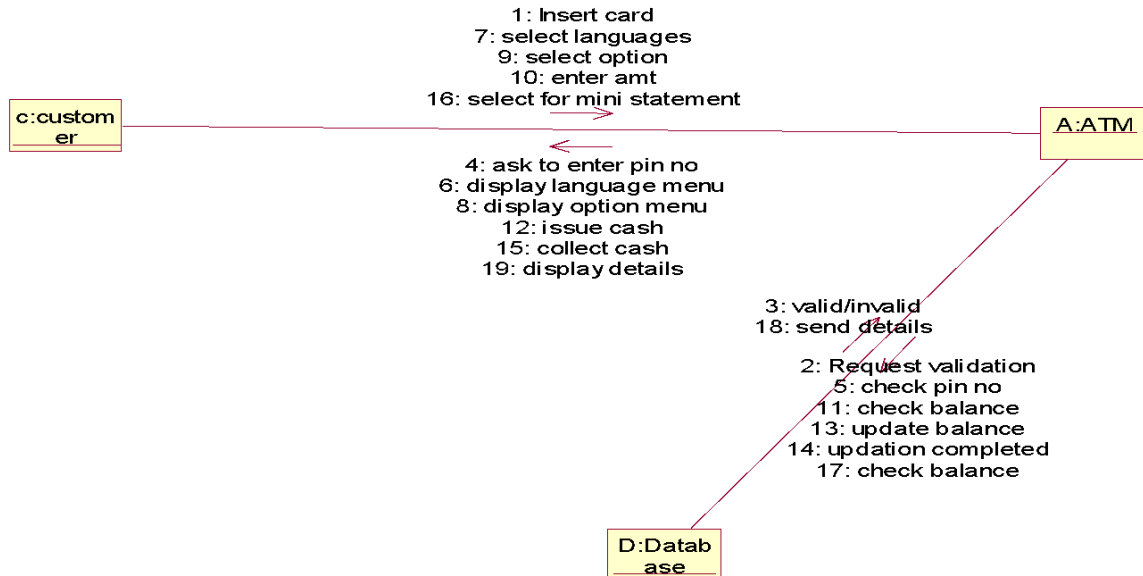 1: Insert card
7: select languages
9: select option
10: enter amt
16: select for mini statement
c:custom
er
A:ATM
4: ask to enter pin no
6: display language menu
8: display option menu
12: issue cash
15: collect cash
19: display details
3: valid/invalid
18: send details
2: Request validation
5: check pin no
11: check balance
13: update balance
14: updation completed
17: check balance
D:Datab
ase